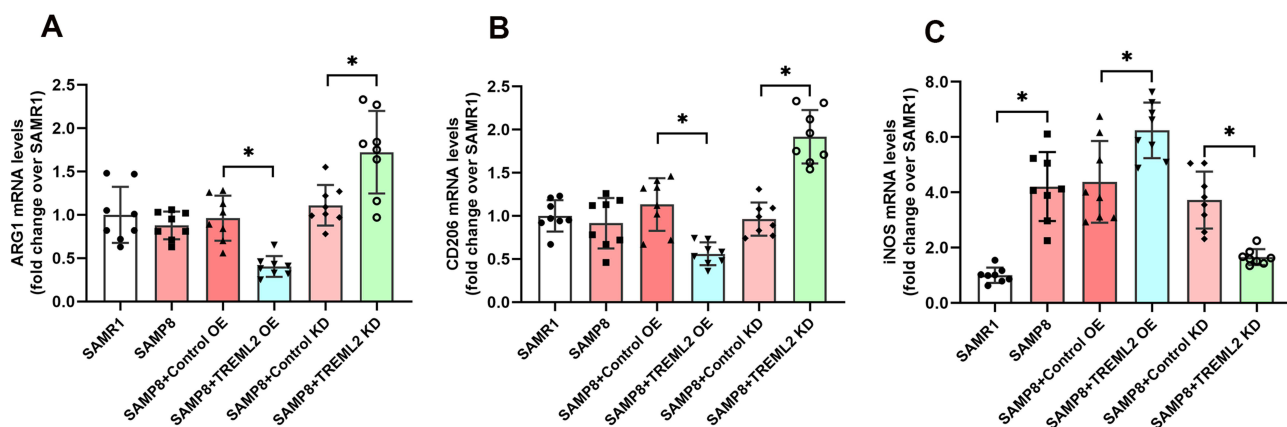 A
ARG1 mRNA levels
(fold change over SAMR1)
2.5
2.0
1.5
1.0
0.5
0.0
*
*
SAMR1
SAMP8
SAMP8+Control OE
SAMP8+TREML2 OE
SAMP8+Control KD
SAMP8+TREML2 KD
B
CD206 mRNA levels
(fold change over SAMR1)
2.5
2.0
1.5
1.0
0.5
0.0
*
*
SAMR1
SAMP8
SAMP8+Control OE
SAMP8+TREML2 OE
SAMP8+Control KD
SAMP8+TREML2 KD
C
iNOS mRNA levels
(fold change over SAMR1)
8.0
6.0
4.0
2.0
0.0
*
*
*
SAMR1
SAMP8
SAMP8+Control OE
SAMP8+TREML2 OE
SAMP8+Control KD
SAMP8+TREML2 KD